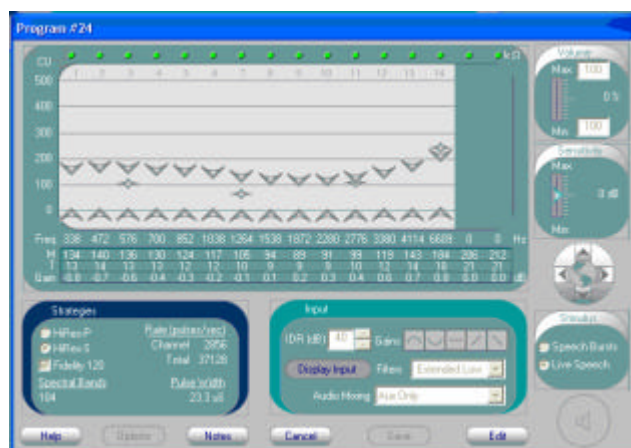 Program #24
CU
kΩ
1 2 3 4 5 6 7 8 9 10 11 12 13 14
500
400
300
200
100
0
Freq 338 472 576 700 852 1038 1264 1538 1872 2280 2776 3380 4114 6689 0 0 Hz
M 134 140 136 130 124 117 105 94 89 91 99 119 143 184 206 212
T 13 14 13 13 12 12 10 9 9 9 10 12 14 18 21 21
Gain
Volume
Max 100
0 %
Min 100
Sensitivity
Max
0 dB
Min
Strategies
HiRes-P
HiRes-S
Fidelity 120
Spectral Bands
104
Rate (pulses/sec)
Channel 2856
Total 37128
Pulse Width
Input
IDR (dB) 40
Gains
Display Input
Filters Extended Low
Audio Mixing Aux Only
Stimulus
Speech Bursts
Live Speech
Help
Options
Notes
Cancel
Save
Edit